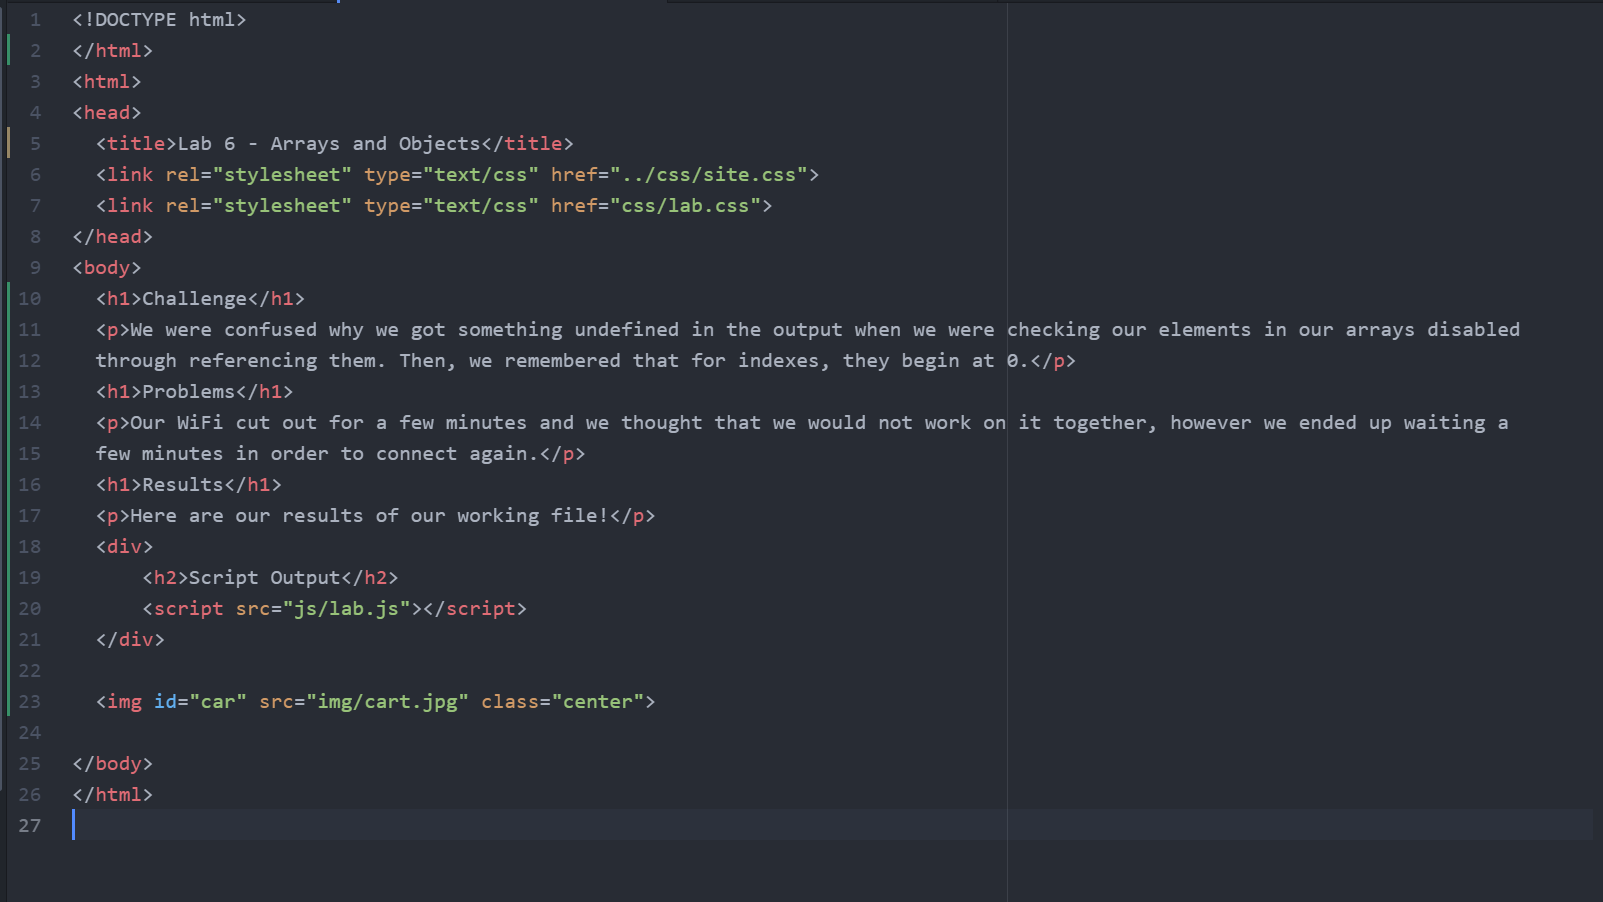 1 <!DOCTYPE html>
2 </html>
3 <html>
4 <head>
5   <title>Lab 6 - Arrays and Objects</title>
6   <link rel="stylesheet" type="text/css" href="../css/site.css">
7   <link rel="stylesheet" type="text/css" href="css/lab.css">
8 </head>
9 <body>
10   <h1>Challenge</h1>
11   <p>We were confused why we got something undefined in the output when we were checking our elements in our arrays disabled
12   through referencing them. Then, we remembered that for indexes, they begin at 0.</p>
13   <h1>Problems</h1>
14   <p>Our WiFi cut out for a few minutes and we thought that we would not work on it together, however we ended up waiting a
15   few minutes in order to connect again.</p>
16   <h1>Results</h1>
17   <p>Here are our results of our working file!</p>
18   <div>
19       <h2>Script Output</h2>
20       <script src="js/lab.js"></script>
21   </div>
22
23   <img id="car" src="img/cart.jpg" class="center">
24
25 </body>
26 </html>
27